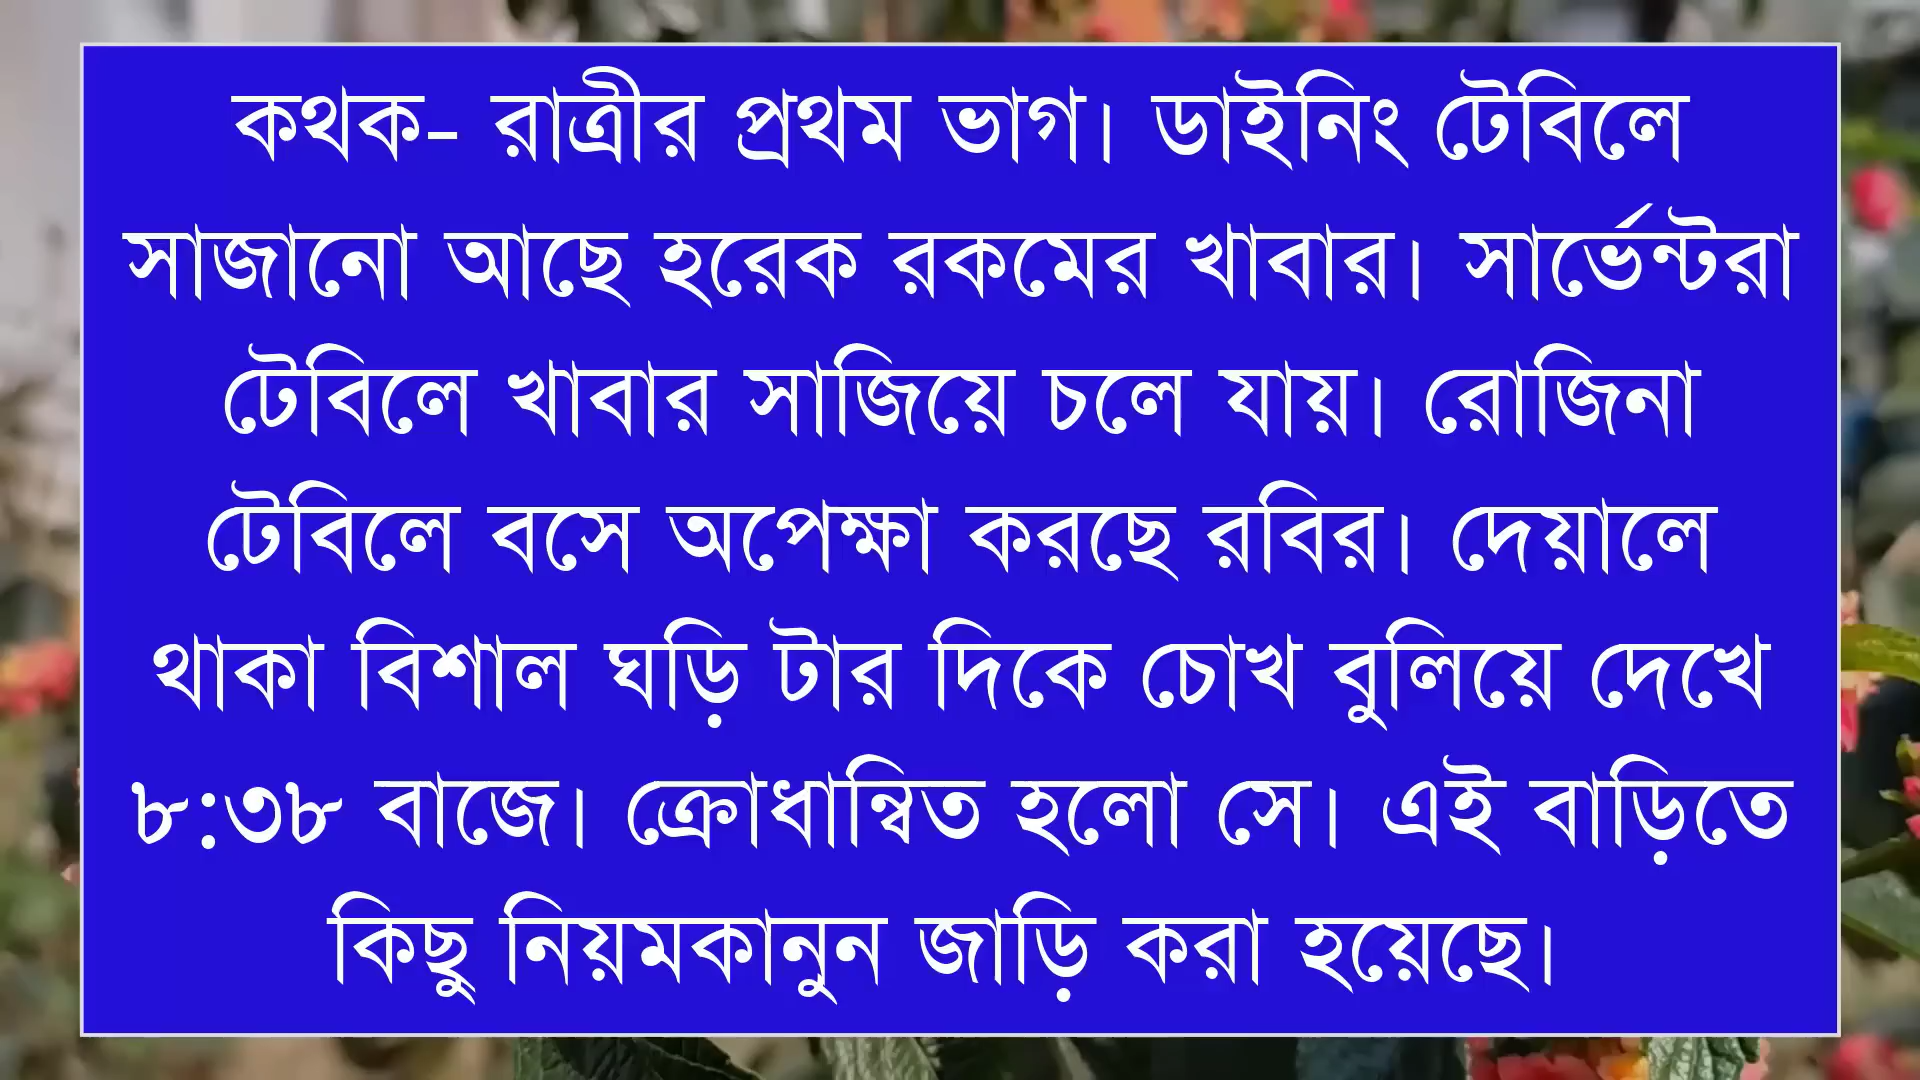 কথক- রাত্রীর প্রথম ভাগ। ডাইনিং টেবিলে
সাজানো আছে হরেক রকমের খাবার। সার্ভেন্টরা
টেবিলে খাবার সাজিয়ে চলে যায়। রোজিনা
টেবিলে বসে অপেক্ষা করছে রবির। দেয়ালে
থাকা বিশাল ঘড়ি টার দিকে চোখ বুলিয়ে দেখে
৮:৩৮ বাজে। ক্রোধান্বিত হলো সে। এই বাড়িতে
কিছু নিয়মকানুন জাড়ি করা হয়েছে।